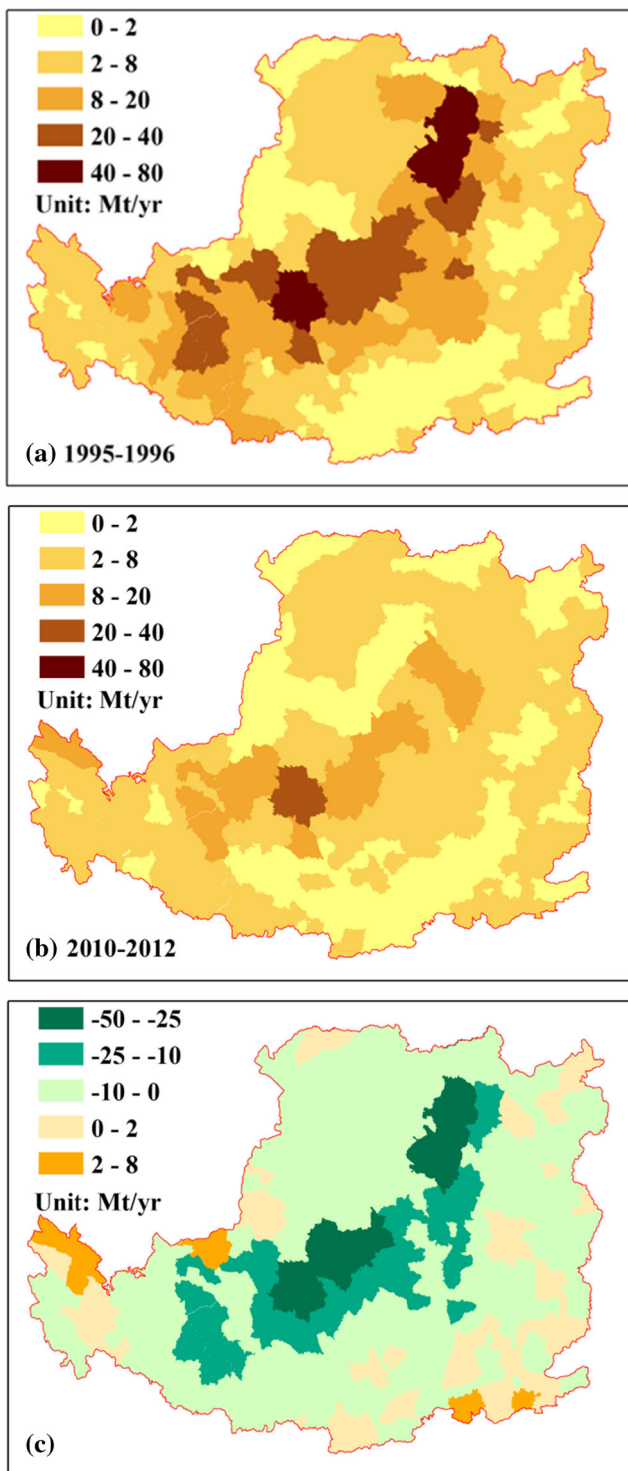 0 - 2
2 - 8
8 - 20
20 - 40
40 - 80
Unit: Mt/yr
(a) 1995-1996
0 - 2
2 - 8
8 - 20
20 - 40
40 - 80
Unit: Mt/yr
(b) 2010-2012
-50 - -25
-25 - -10
-10 - 0
0 - 2
2 - 8
Unit: Mt/yr
(c)